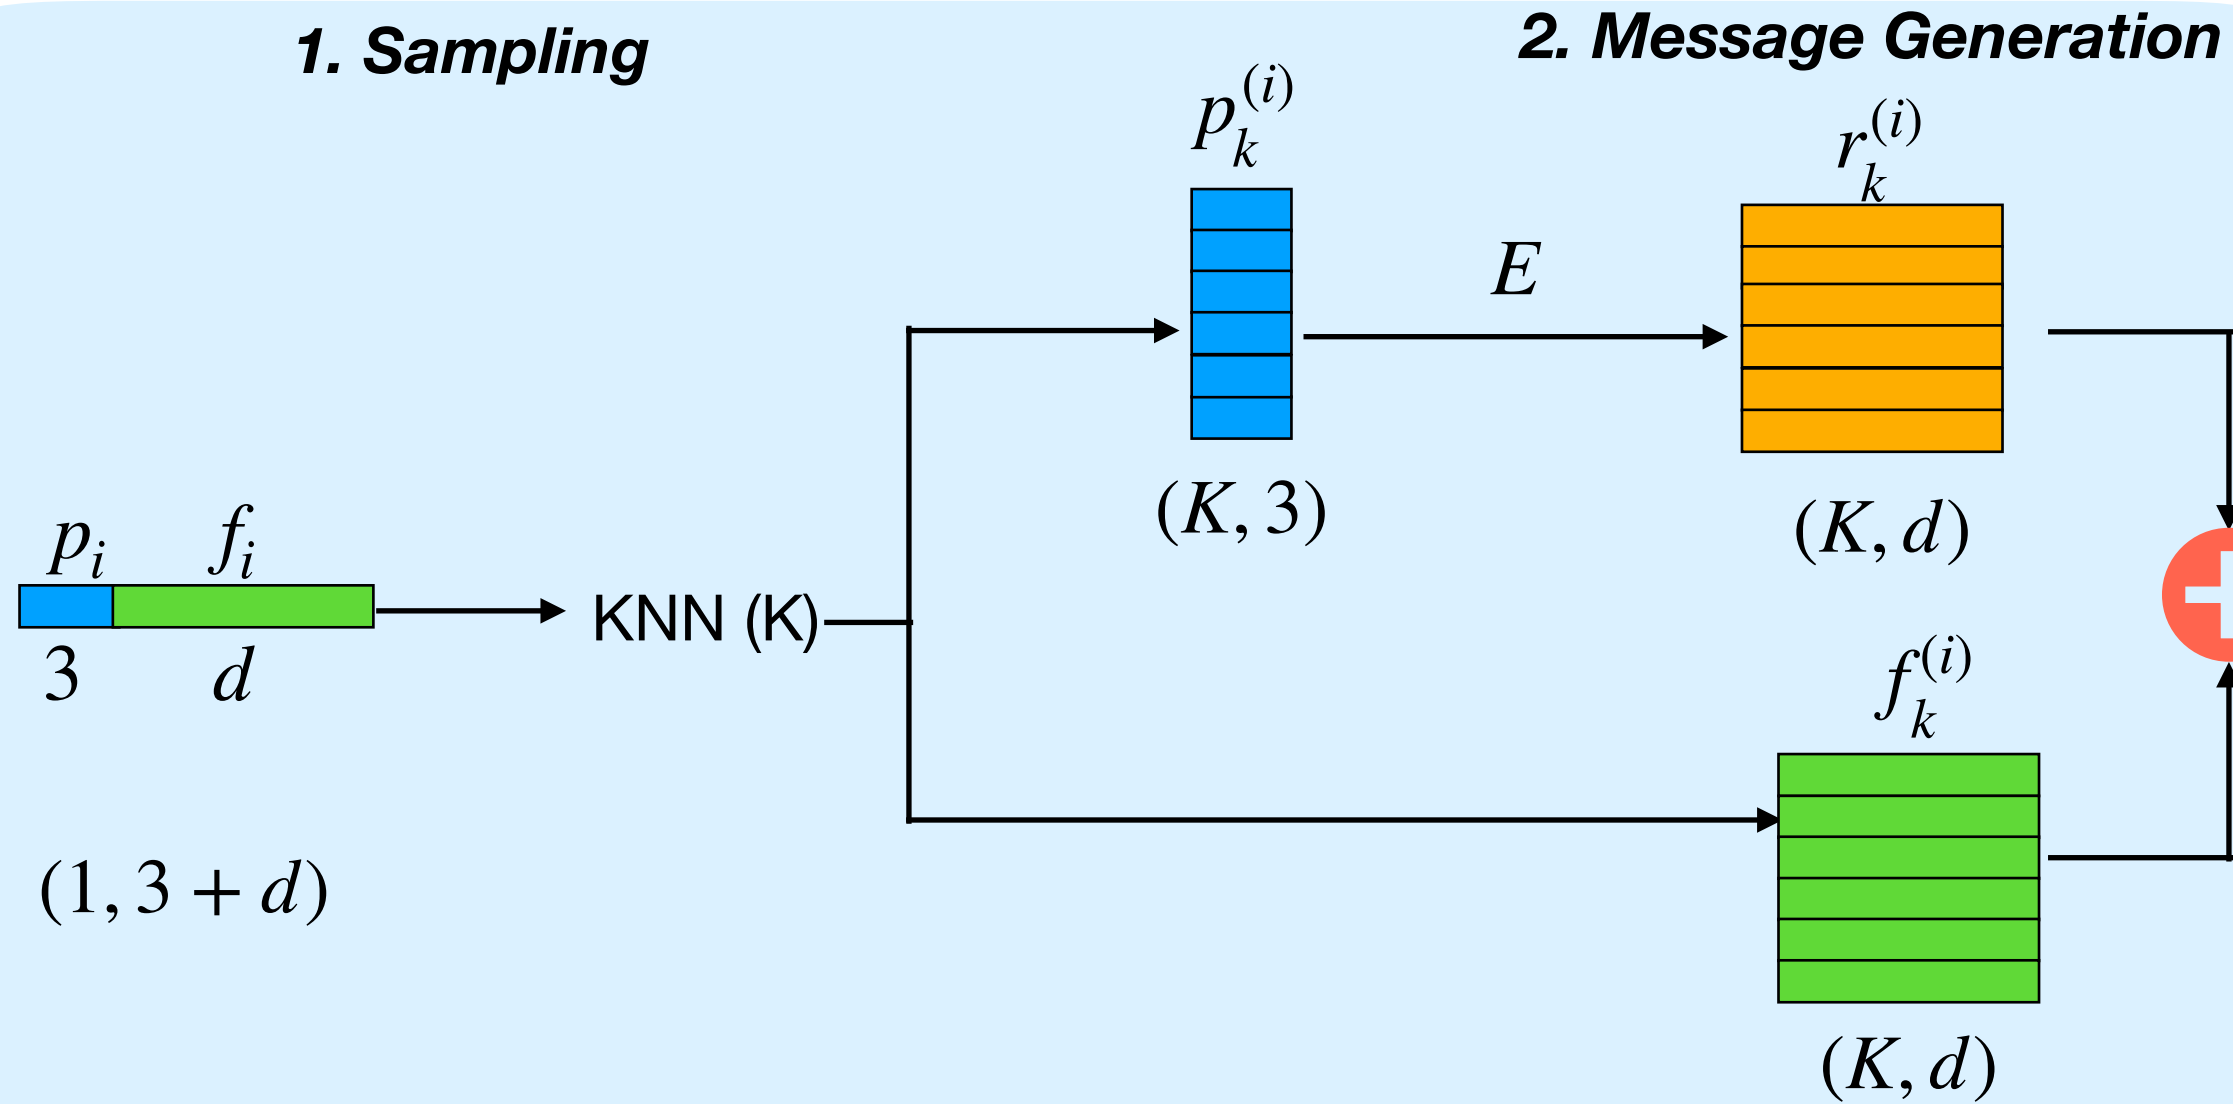 1. Sampling
2. Message Generation
p_k^{(i)}
r_k^{(i)}
E
(K, 3)
(K, d)
p_i
f_i
KNN (K)
3
d
f_k^{(i)}
(1, 3 + d)
(K, d)